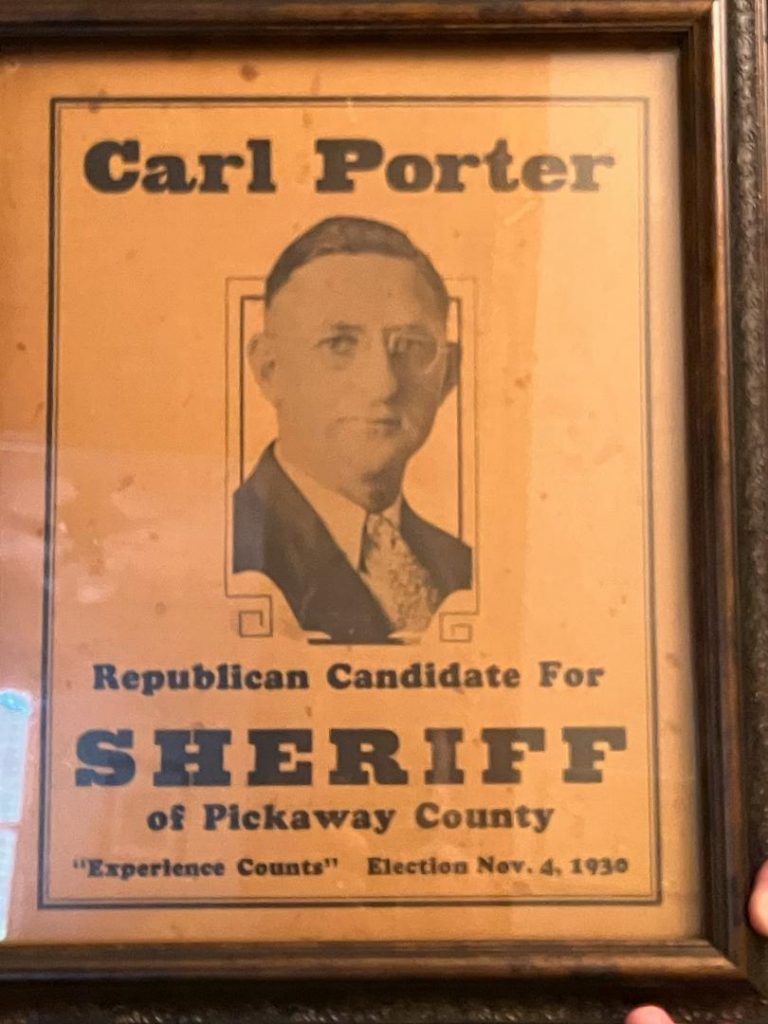 Carl Porter
Republican Candidate For
SHERIFF
of Pickaway County
"Experience Counts" Election Nov. 4, 1930